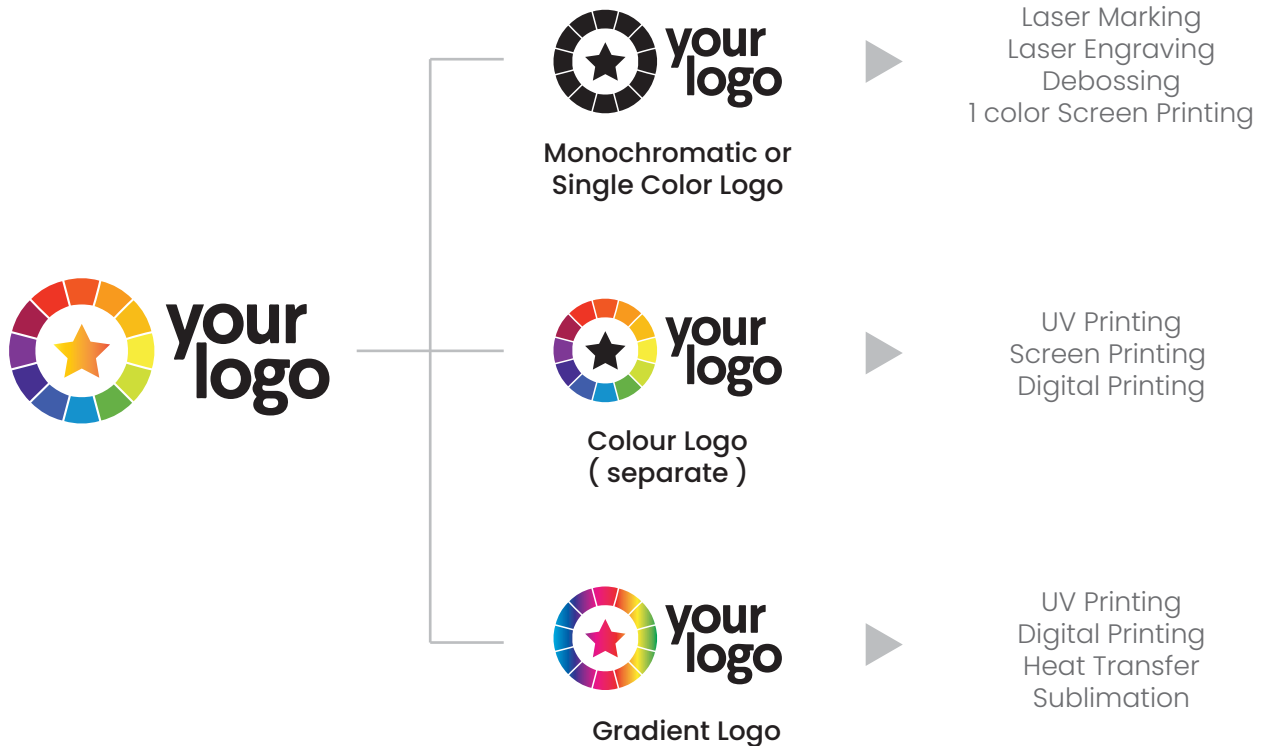 your
logo
your
logo
Monochromatic or
Single Color Logo
Laser Marking
Laser Engraving
Debossing
1 color Screen Printing
your
logo
Colour Logo
( separate )
UV Printing
Screen Printing
Digital Printing
your
logo
Gradient Logo
UV Printing
Digital Printing
Heat Transfer
Sublimation